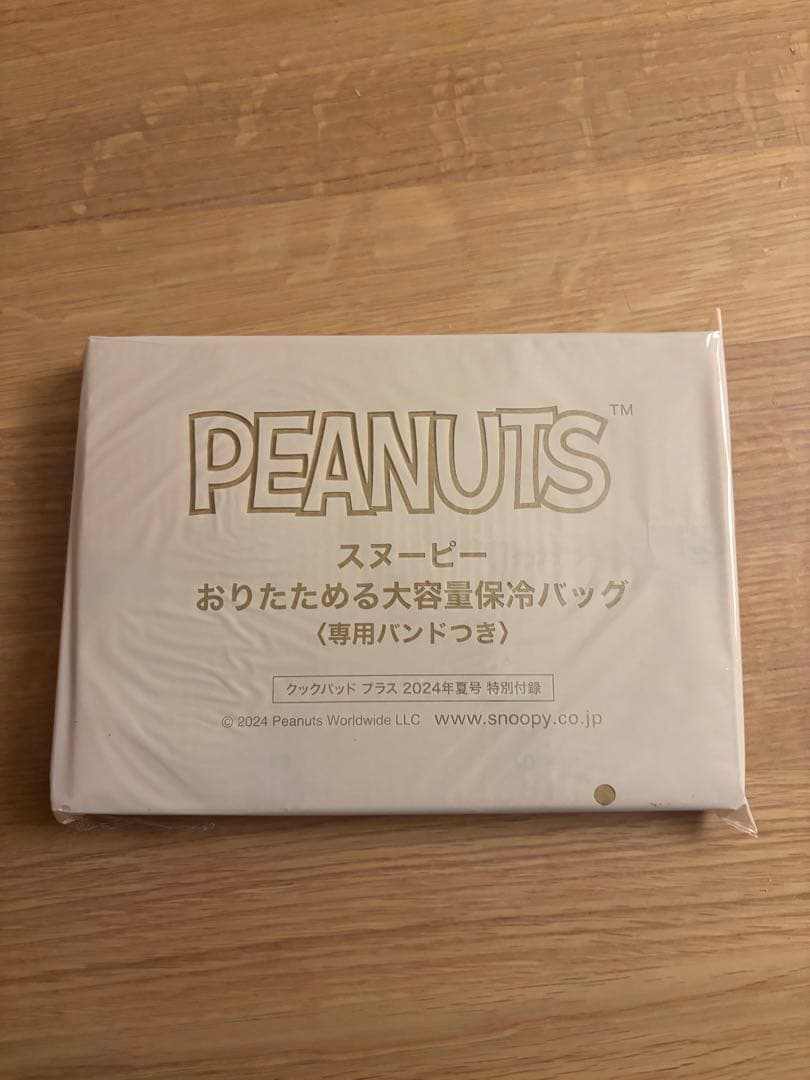 PEANUTS™
スヌーピー
おりたためる大容量保冷バッグ
〈専用バンドつき〉
クックパッド プラス 2024年夏号 特別付録
© 2024 Peanuts Worldwide LLC www.snoopy.co.jp